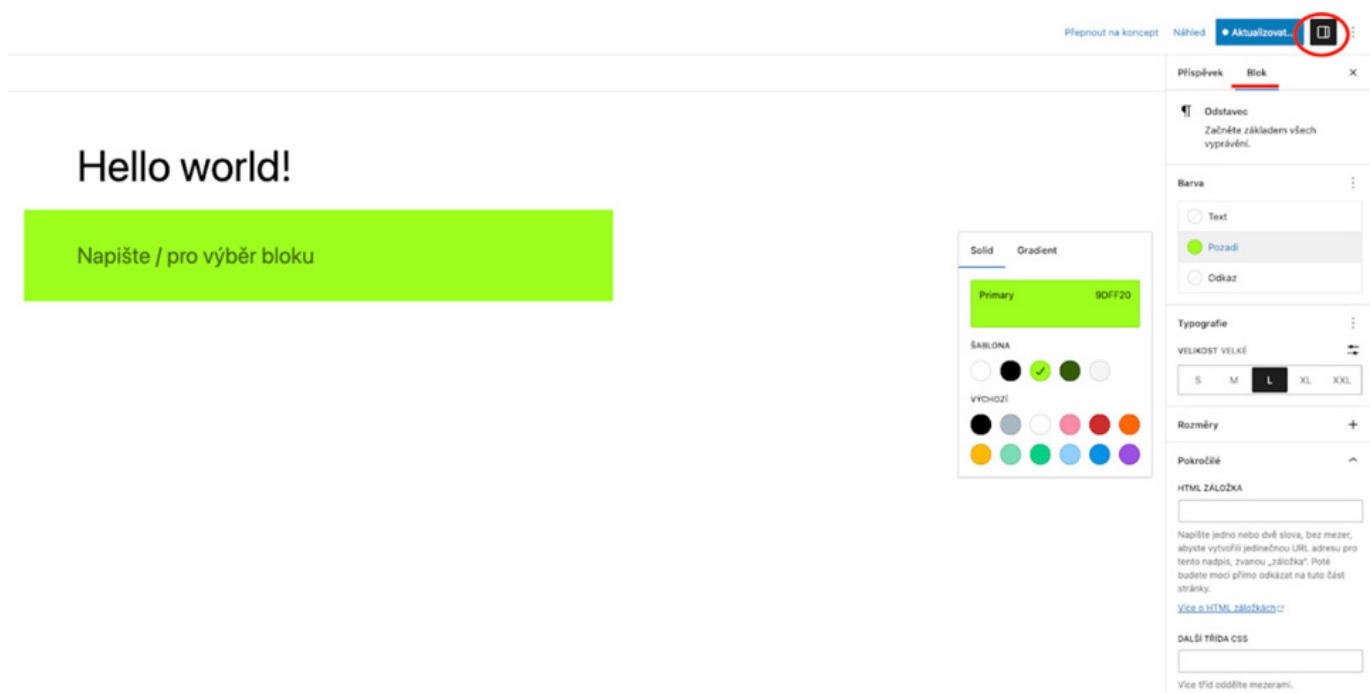 Přepnout na koncept Náhled Aktualizovat...
Příspěvek Blok
Odstavec
Začněte základem všech
vyprávění.
Hello world!
Napište / pro výběr bloku
Solid Gradient
Primary 9DFF20
ŠABLONA
VÝCHOZÍ
Barva
Text
Pozadí
Odkaz
Typografie
VELIKOST VELKÉ
S M L XL XXL
Rozměry
Pokročilé
HTML ZÁLOŽKA
Napište jedno nebo dvě slova, bez mezer,
abyste vytvořili jedinečnou URL adresu pro
tento nadpis, zvanou „záložka“. Poté
budete moci přímo odkázat na tuto část
stránky.
Více o HTML záložkách
DALŠÍ TŘÍDA CSS
Více tříd oddělte mezerami.